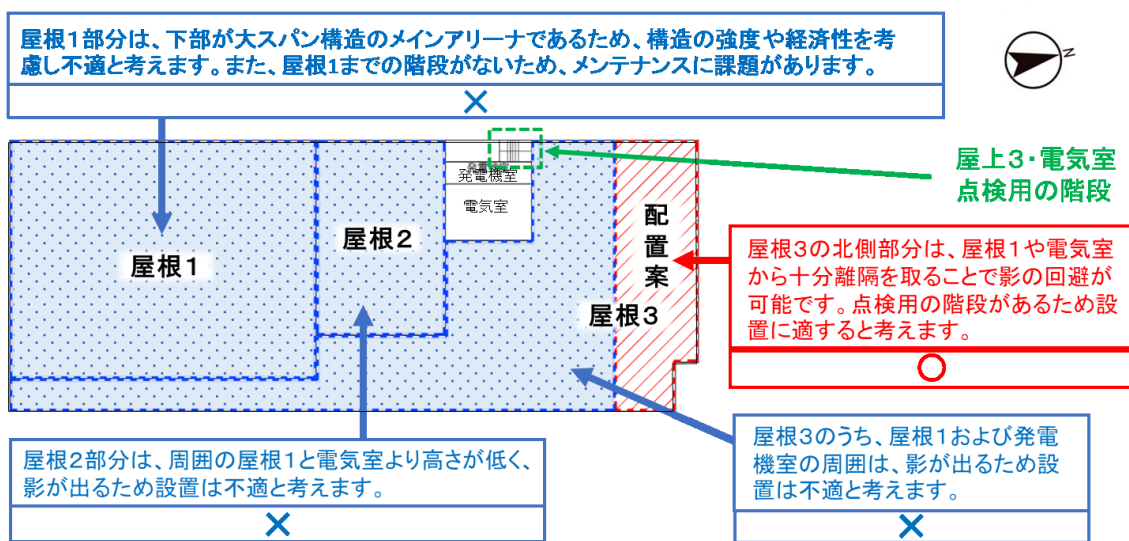 屋根1部分は、下部が大スパン構造のメインアリーナであるため、構造の強度や経済性を考
慮し不適と考えます。また、屋根1までの階段がないため、メンテナンスに課題があります。
×
N
屋上3・電気室
点検用の階段
発電機室
電気室
屋根1
屋根2
屋根3
配置案
屋根3の北側部分は、屋根1や電気室
から十分離隔を取ることで影の回避が
可能です。点検用の階段があるため設
置に適すると考えます。
○
屋根2部分は、周囲の屋根1と電気室より高さが低く、
影が出るため設置は不適と考えます。
×
屋根3のうち、屋根1および発電
機室の周囲は、影が出るため設
置は不適と考えます。
×